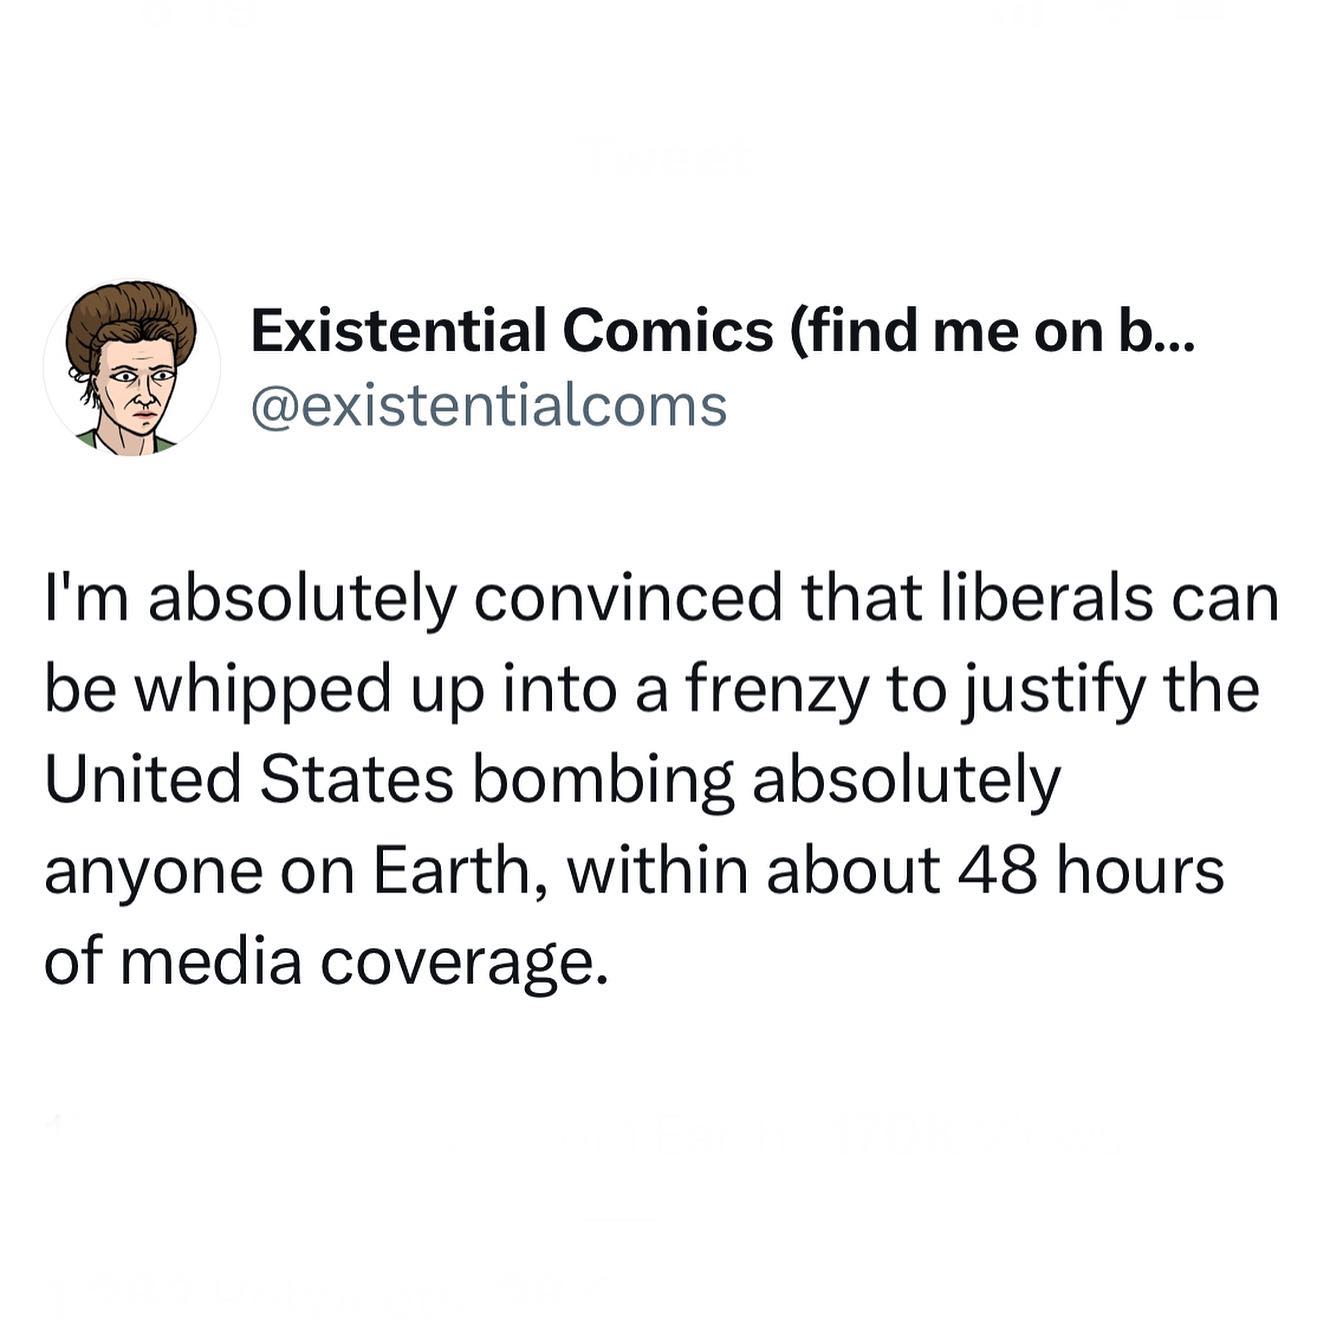 Existential Comics (find me on b...
@existentialcoms
I'm absolutely convinced that liberals can
be whipped up into a frenzy to justify the
United States bombing absolutely
anyone on Earth, within about 48 hours
of media coverage.